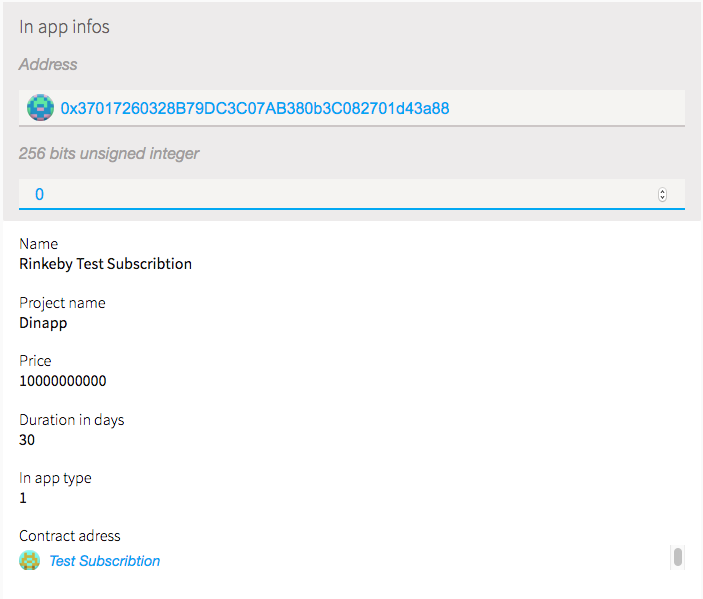 In app infos
Address
0x37017260328B79DC3C07AB380b3C082701d43a88
256 bits unsigned integer
0
Name
Rinkeby Test Subscribtion
Project name
Dinapp
Price
10000000000
Duration in days
30
In app type
1
Contract adress
Test Subscribtion